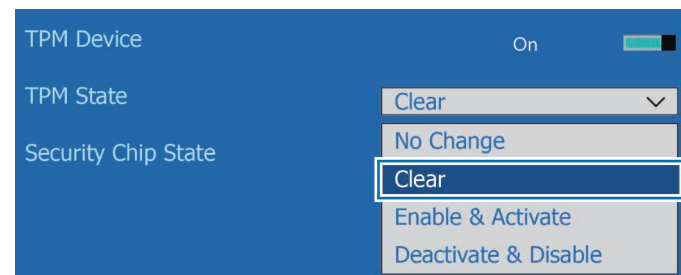 TPM Device On
TPM State Clear
No Change
Security Chip State
Clear
Enable & Activate
Deactivate & Disable